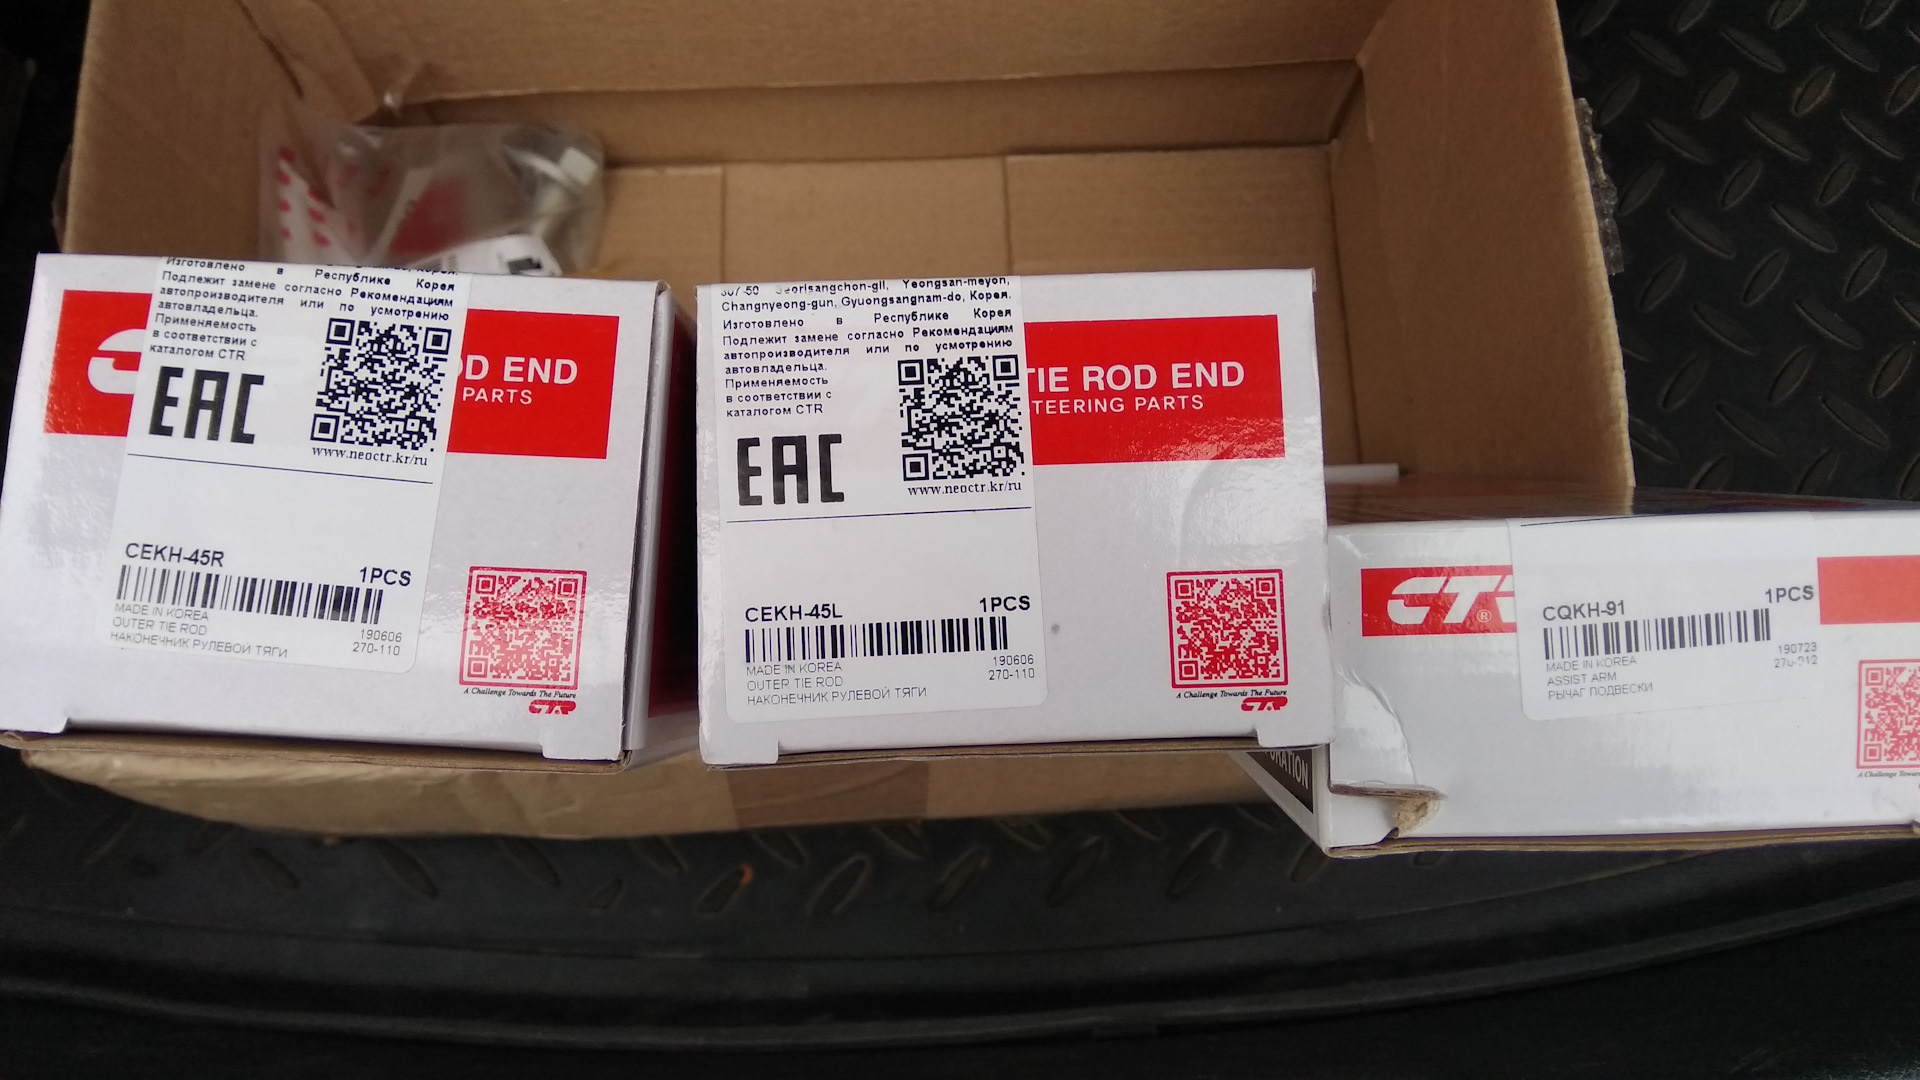 Изготовлено в Республике Корея
Подлежит замене согласно Рекомендациям
автопроизводителя или по усмотрению
автовладельца.
Применяемость
в соответствии с
каталогом CTR
EAC
www.neoctr.kr/ru
OD END
PARTS
CEKH-45R
1PCS
MADE IN KOREA
OUTER TIE ROD
НАКОНЕЧНИК РУЛЕВОЙ ТЯГИ
190606
270-110
A Challenge Towards The Future
CTR
Yeongsan-meyon,
Changnyeong-gun, Gyuongsangnam-do, Корея.
Изготовлено в Республике Корея
Подлежит замене согласно Рекомендациям
автопроизводителя или по усмотрению
автовладельца.
Применяемость
в соответствии с
каталогом CTR
EAC
www.neoctr.kr/ru
TIE ROD END
TEERING PARTS
CEKH-45L
1PCS
MADE IN KOREA
OUTER TIE ROD
НАКОНЕЧНИК РУЛЕВОЙ ТЯГИ
190606
270-110
A Challenge Towards The Future
CTR
CTR®
CQKH-91
1PCS
MADE IN KOREA
ASSIST ARM
РЫЧАГ ПОДВЕСКИ
190723
A Challenge Towar
ORATION